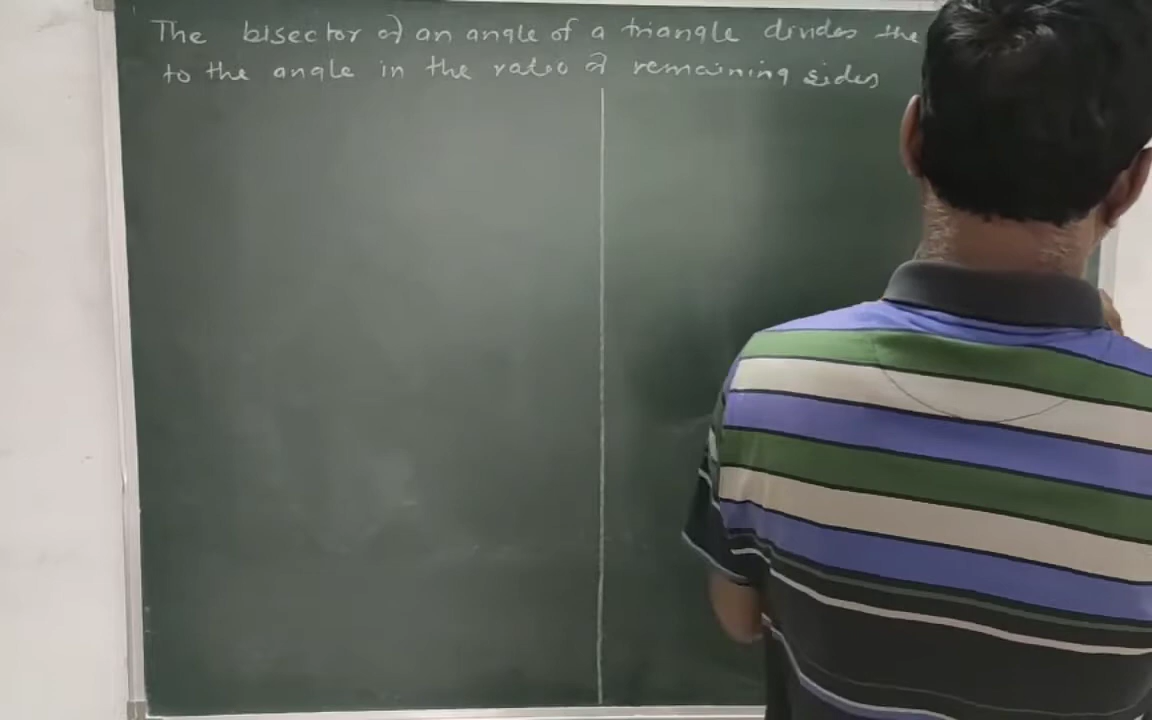 The bisector of an angle of a triangle divides the
to the angle in the ratio of remaining sides